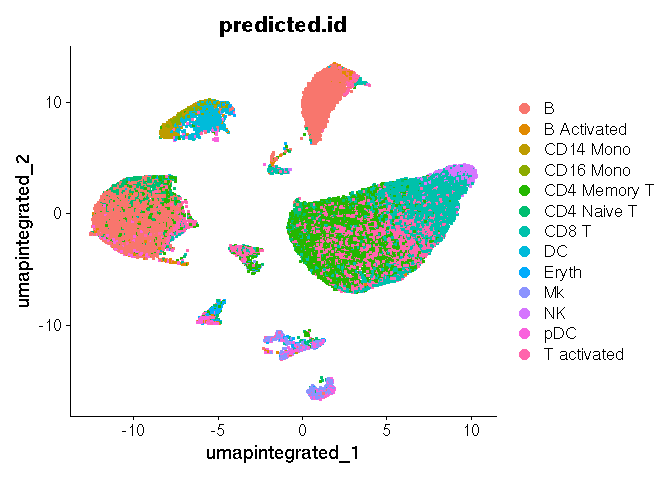 predicted.id
umapintegrated_2
10
0
-10
-10
-5
0
5
10
umapintegrated_1
B
B Activated
CD14 Mono
CD16 Mono
CD4 Memory T
CD4 Naive T
CD8 T
DC
Eryth
Mk
NK
pDC
T activated